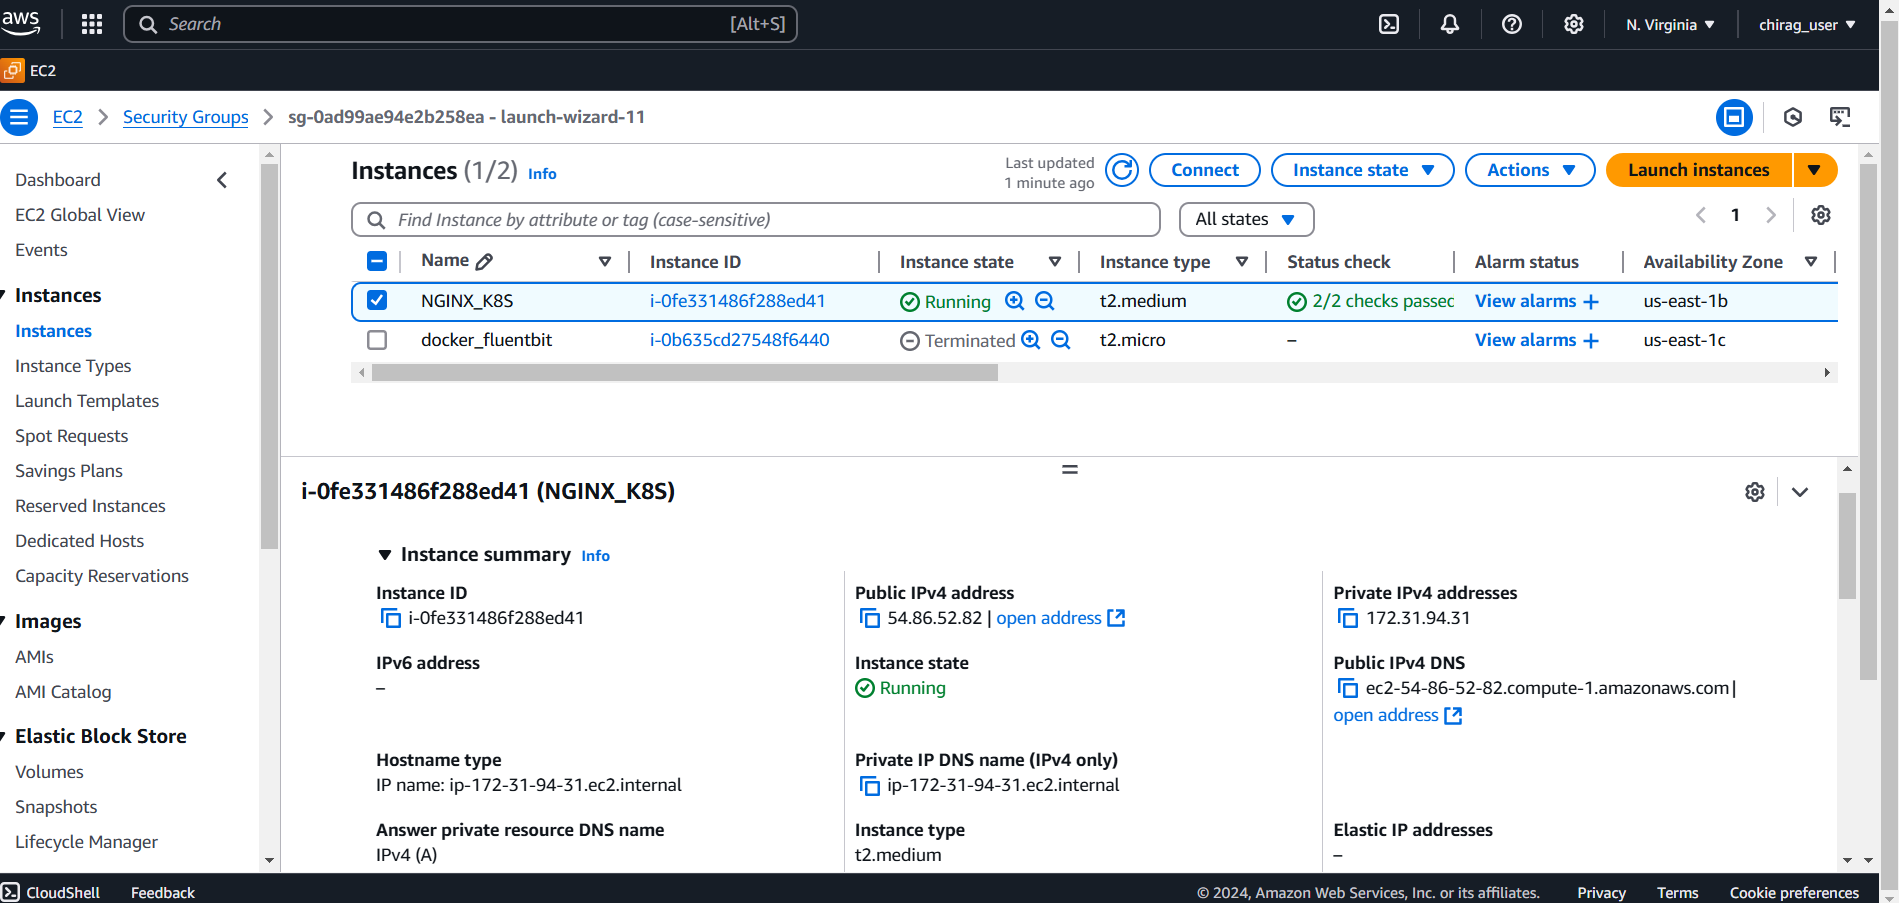 aws
Search [Alt+S]
N. Virginia
chirag_user
EC2
EC2 Security Groups sg-0ad99ae94e2b258ea - launch-wizard-11
Dashboard
EC2 Global View
Events
Instances
Instances
Instance Types
Launch Templates
Spot Requests
Savings Plans
Reserved Instances
Dedicated Hosts
Capacity Reservations
Images
AMIs
AMI Catalog
Elastic Block Store
Volumes
Snapshots
Lifecycle Manager
Instances (1/2) Info
Last updated
1 minute ago
Connect
Instance state
Actions
Launch instances
Find Instance by attribute or tag (case-sensitive)
All states
1
Name Instance ID Instance state Instance type Status check Alarm status Availability Zone
NGINX_K8S i-0fe331486f288ed41 Running t2.medium 2/2 checks passec View alarms + us-east-1b
docker_fluentbit i-0b635cd27548f6440 Terminated t2.micro – View alarms + us-east-1c
i-0fe331486f288ed41 (NGINX_K8S)
Instance summary Info
Instance ID
i-0fe331486f288ed41
Public IPv4 address
54.86.52.82 | open address
Private IPv4 addresses
172.31.94.31
IPv6 address
–
Instance state
Running
Public IPv4 DNS
ec2-54-86-52-82.compute-1.amazonaws.com |
open address
Hostname type
IP name: ip-172-31-94-31.ec2.internal
Private IP DNS name (IPv4 only)
ip-172-31-94-31.ec2.internal
Answer private resource DNS name
IPv4 (A)
Instance type
t2.medium
Elastic IP addresses
–
CloudShell Feedback © 2024, Amazon Web Services, Inc. or its affiliates. Privacy Terms Cookie preferences